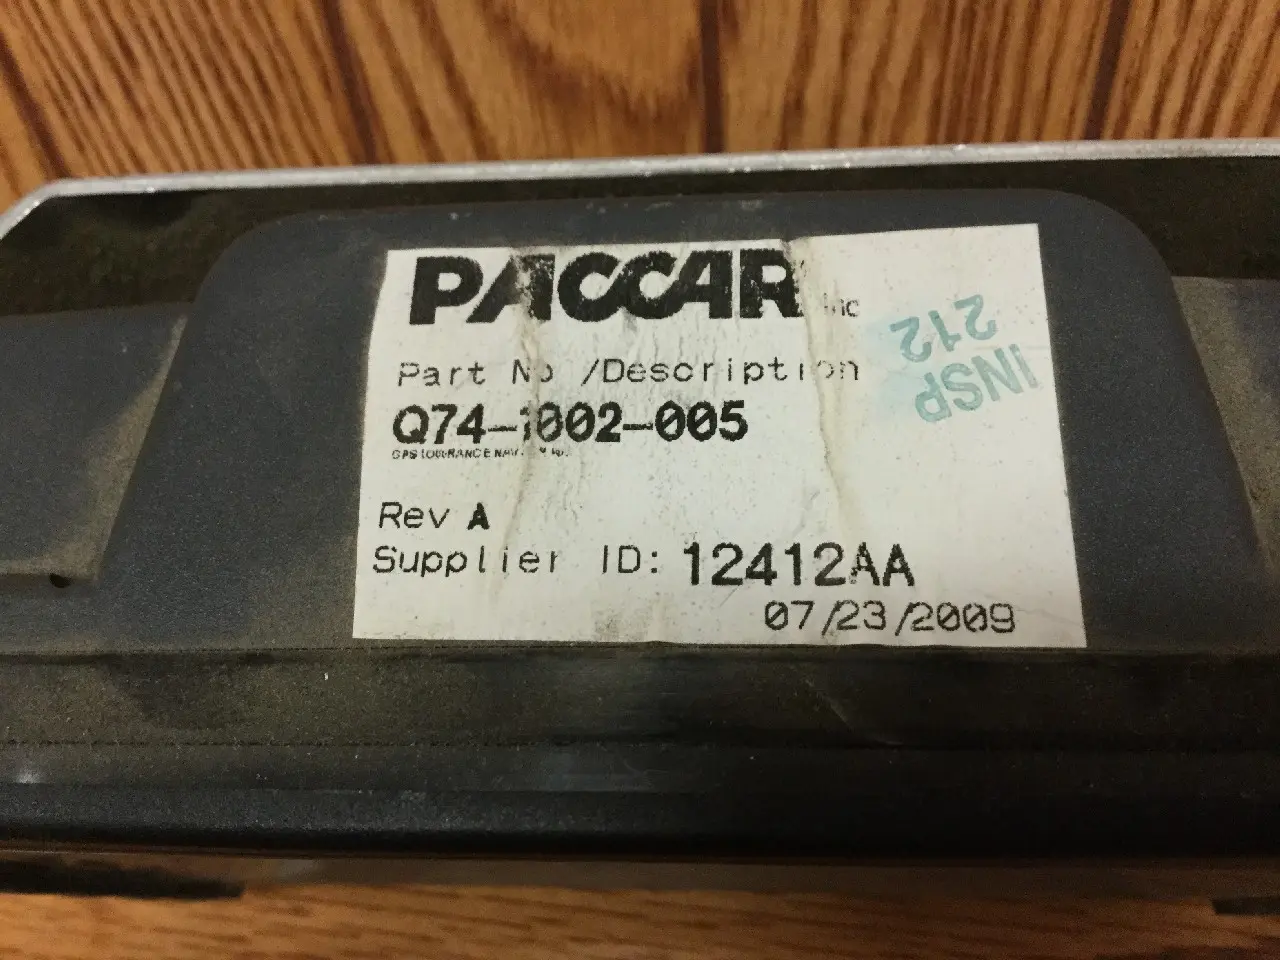 PACCAR Inc
Part No /Description
Q74-1002-005
Rev A
Supplier ID: 12412AA
07/23/2009
INSP
212